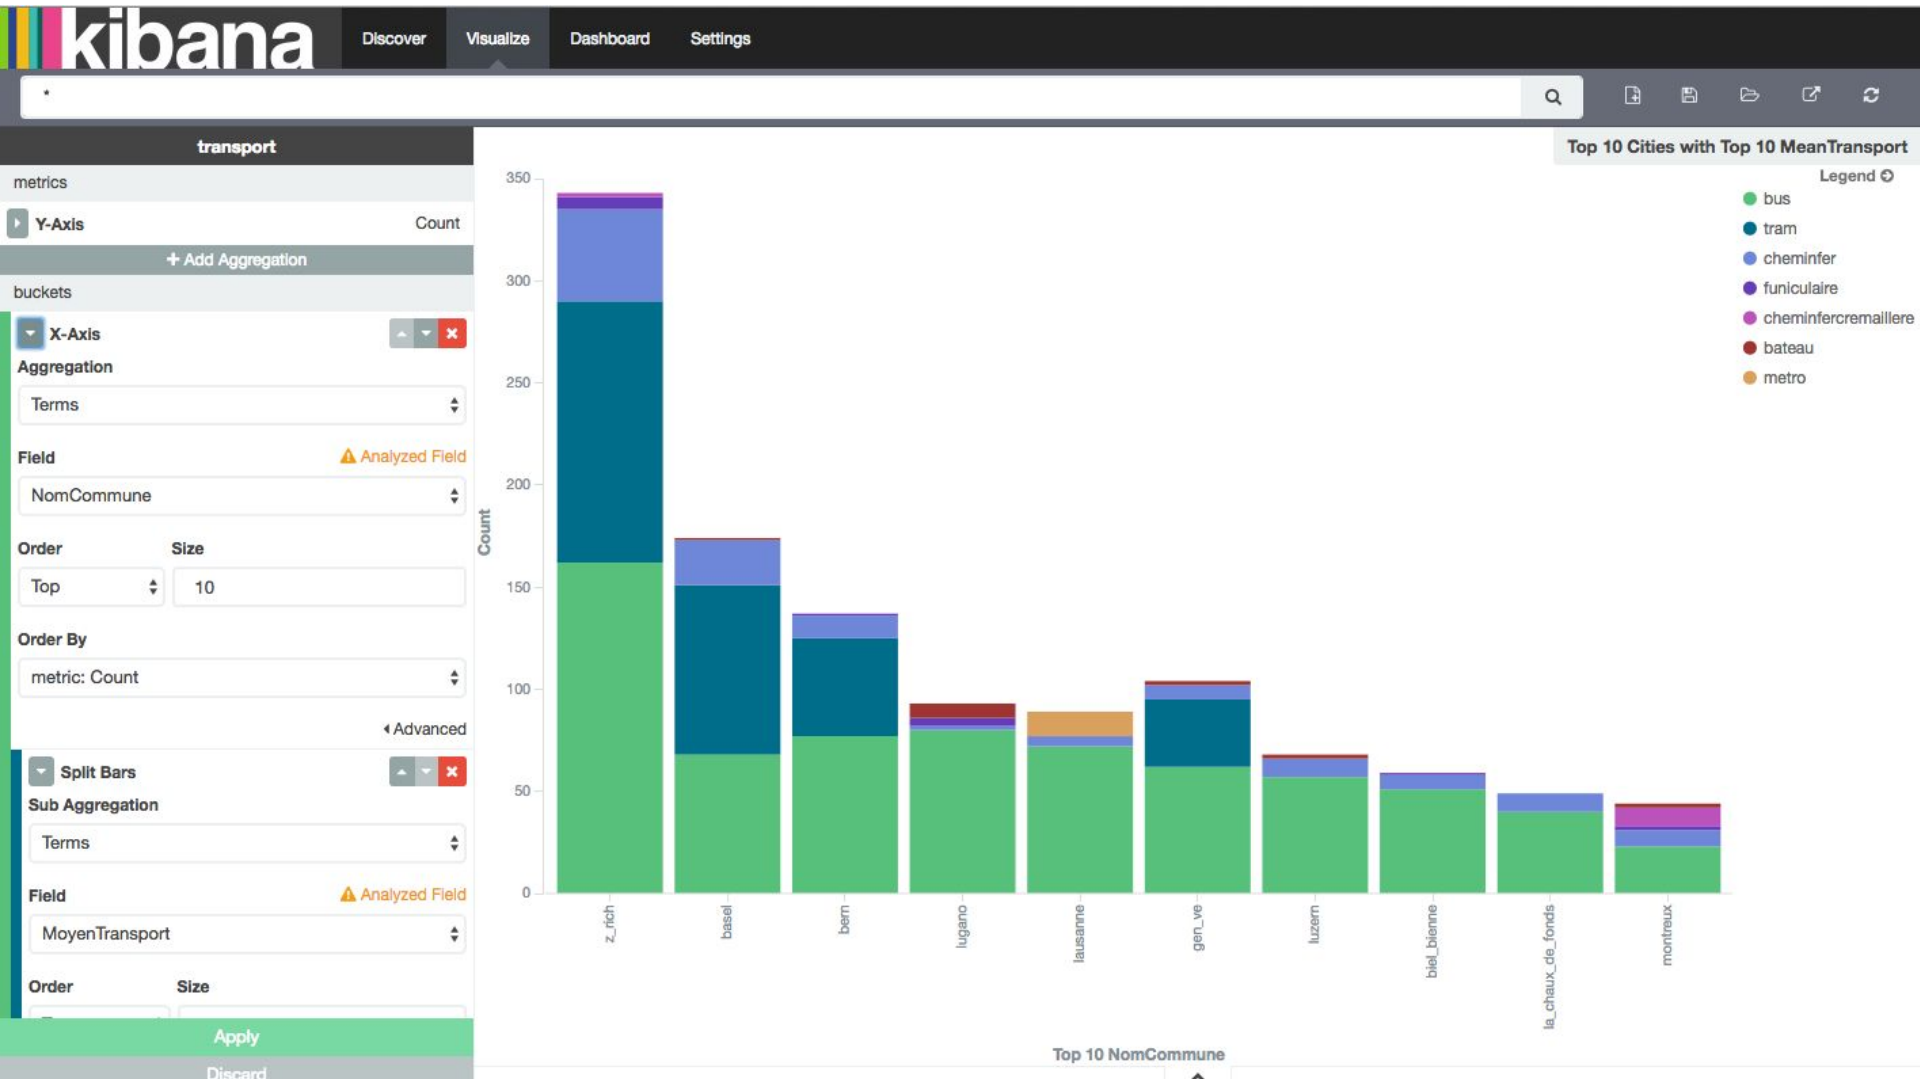 kibana
Discover
Visualize
Dashboard
Settings
*
transport
metrics
Y-Axis
Count
+ Add Aggregation
buckets
X-Axis
Aggregation
Terms
Field
Analyzed Field
NomCommune
Order
Size
Top
10
Order By
metric: Count
Advanced
Split Bars
Sub Aggregation
Terms
Field
Analyzed Field
MoyenTransport
Order
Size
Apply
Discard
Top 10 Cities with Top 10 MeanTransport
Legend
bus
tram
cheminfer
funiculaire
cheminfercremaillere
bateau
metro
Count
350
300
250
200
150
100
50
0
z_rich
basel
bern
lugano
lausanne
gen_ve
luzern
biel_bienne
la_chaux_de_fonds
montreux
Top 10 NomCommune